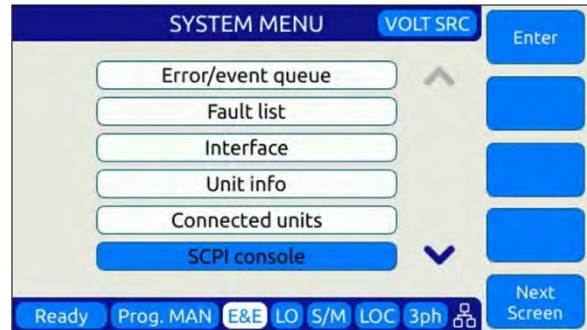 SYSTEM MENU
VOLT SRC
Enter
Error/event queue
Fault list
Interface
Unit info
Connected units
SCPI console
Next
Screen
Ready
Prog. MAN
E&E
LO
S/M
LOC
3ph